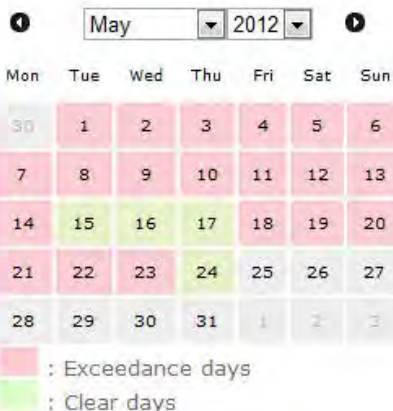 May 2012
Mon Tue Wed Thu Fri Sat Sun
30 1 2 3 4 5 6
7 8 9 10 11 12 13
14 15 16 17 18 19 20
21 22 23 24 25 26 27
28 29 30 31 1 2 3
: Exceedance days
: Clear days